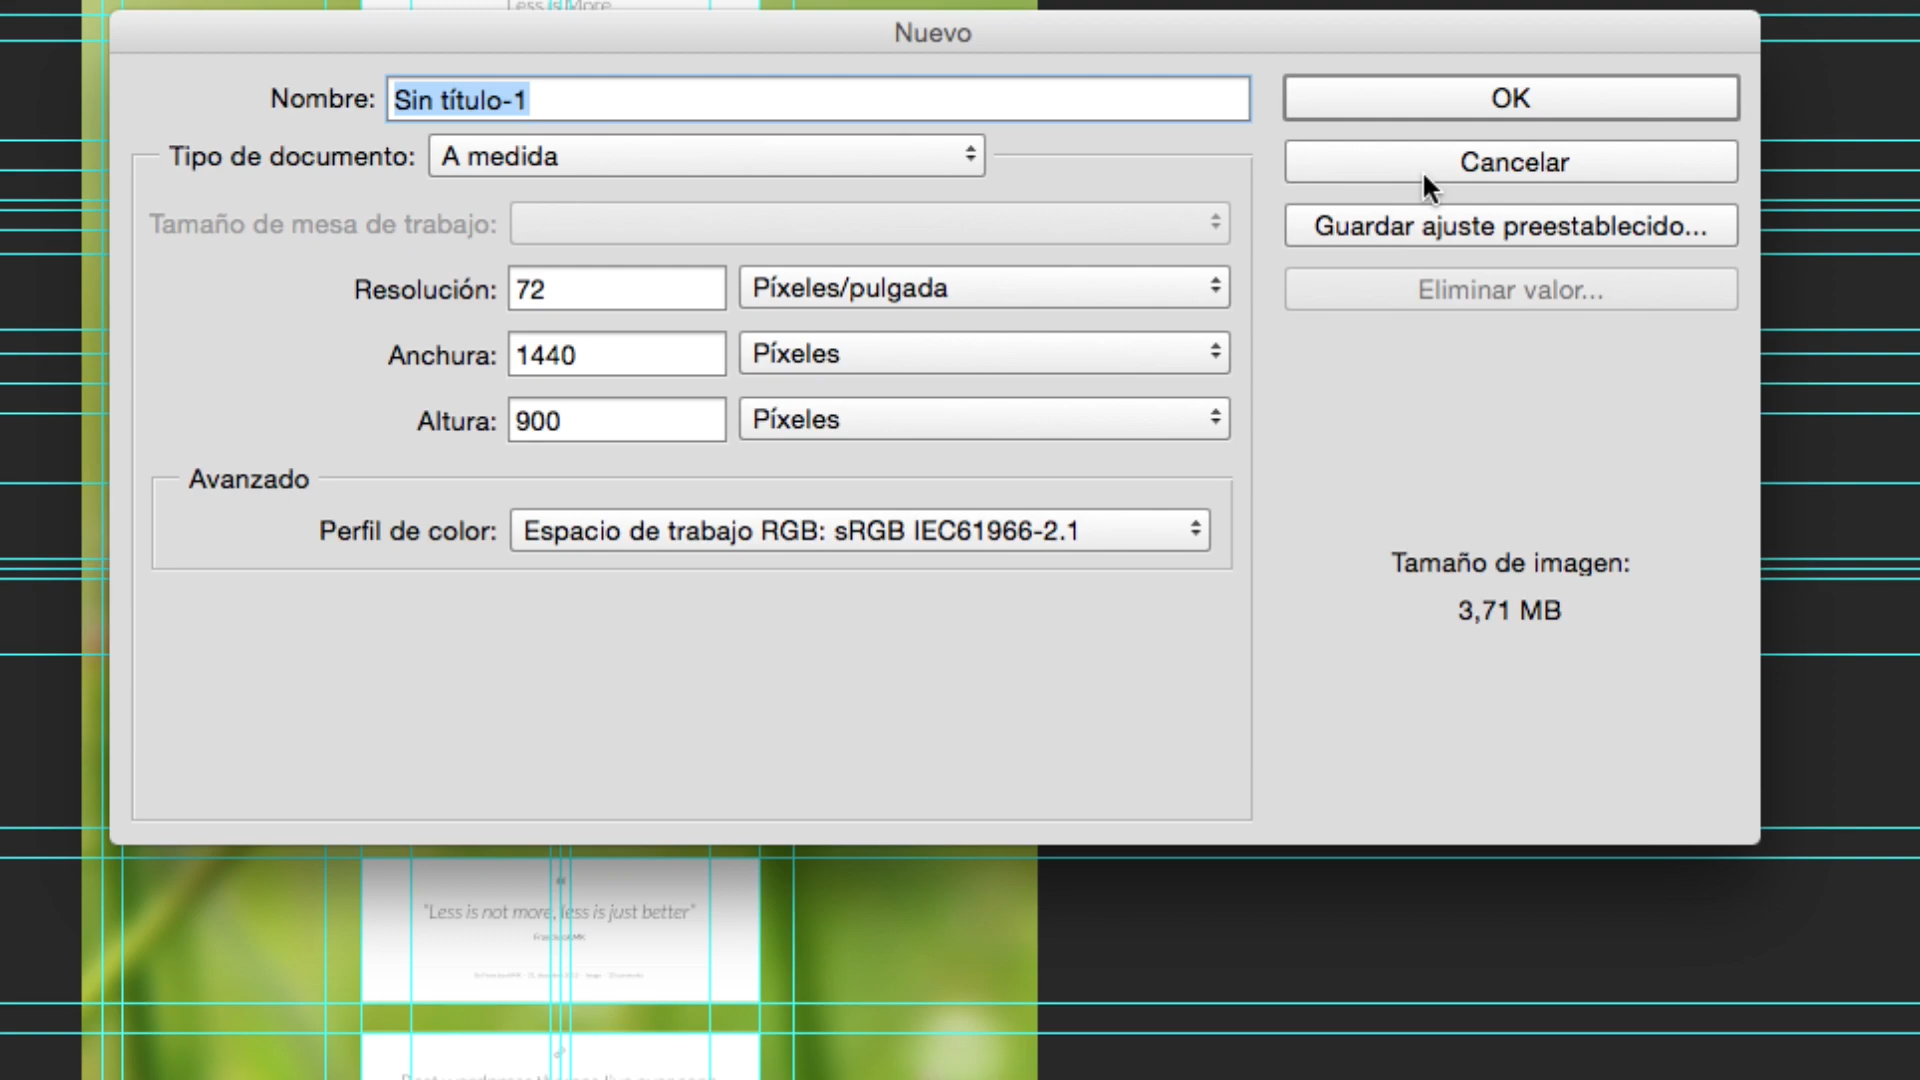 Less is More
Nuevo
Nombre: Sin título-1
OK
Tipo de documento: A medida
Cancelar
Tamaño de mesa de trabajo:
Guardar ajuste preestablecido...
Resolución: 72 Píxeles/pulgada
Eliminar valor...
Anchura: 1440 Píxeles
Altura: 900 Píxeles
Avanzado
Perfil de color: Espacio de trabajo RGB: sRGB IEC61966-2.1
Tamaño de imagen:
3,71 MB
"Less is not more, less is just better"